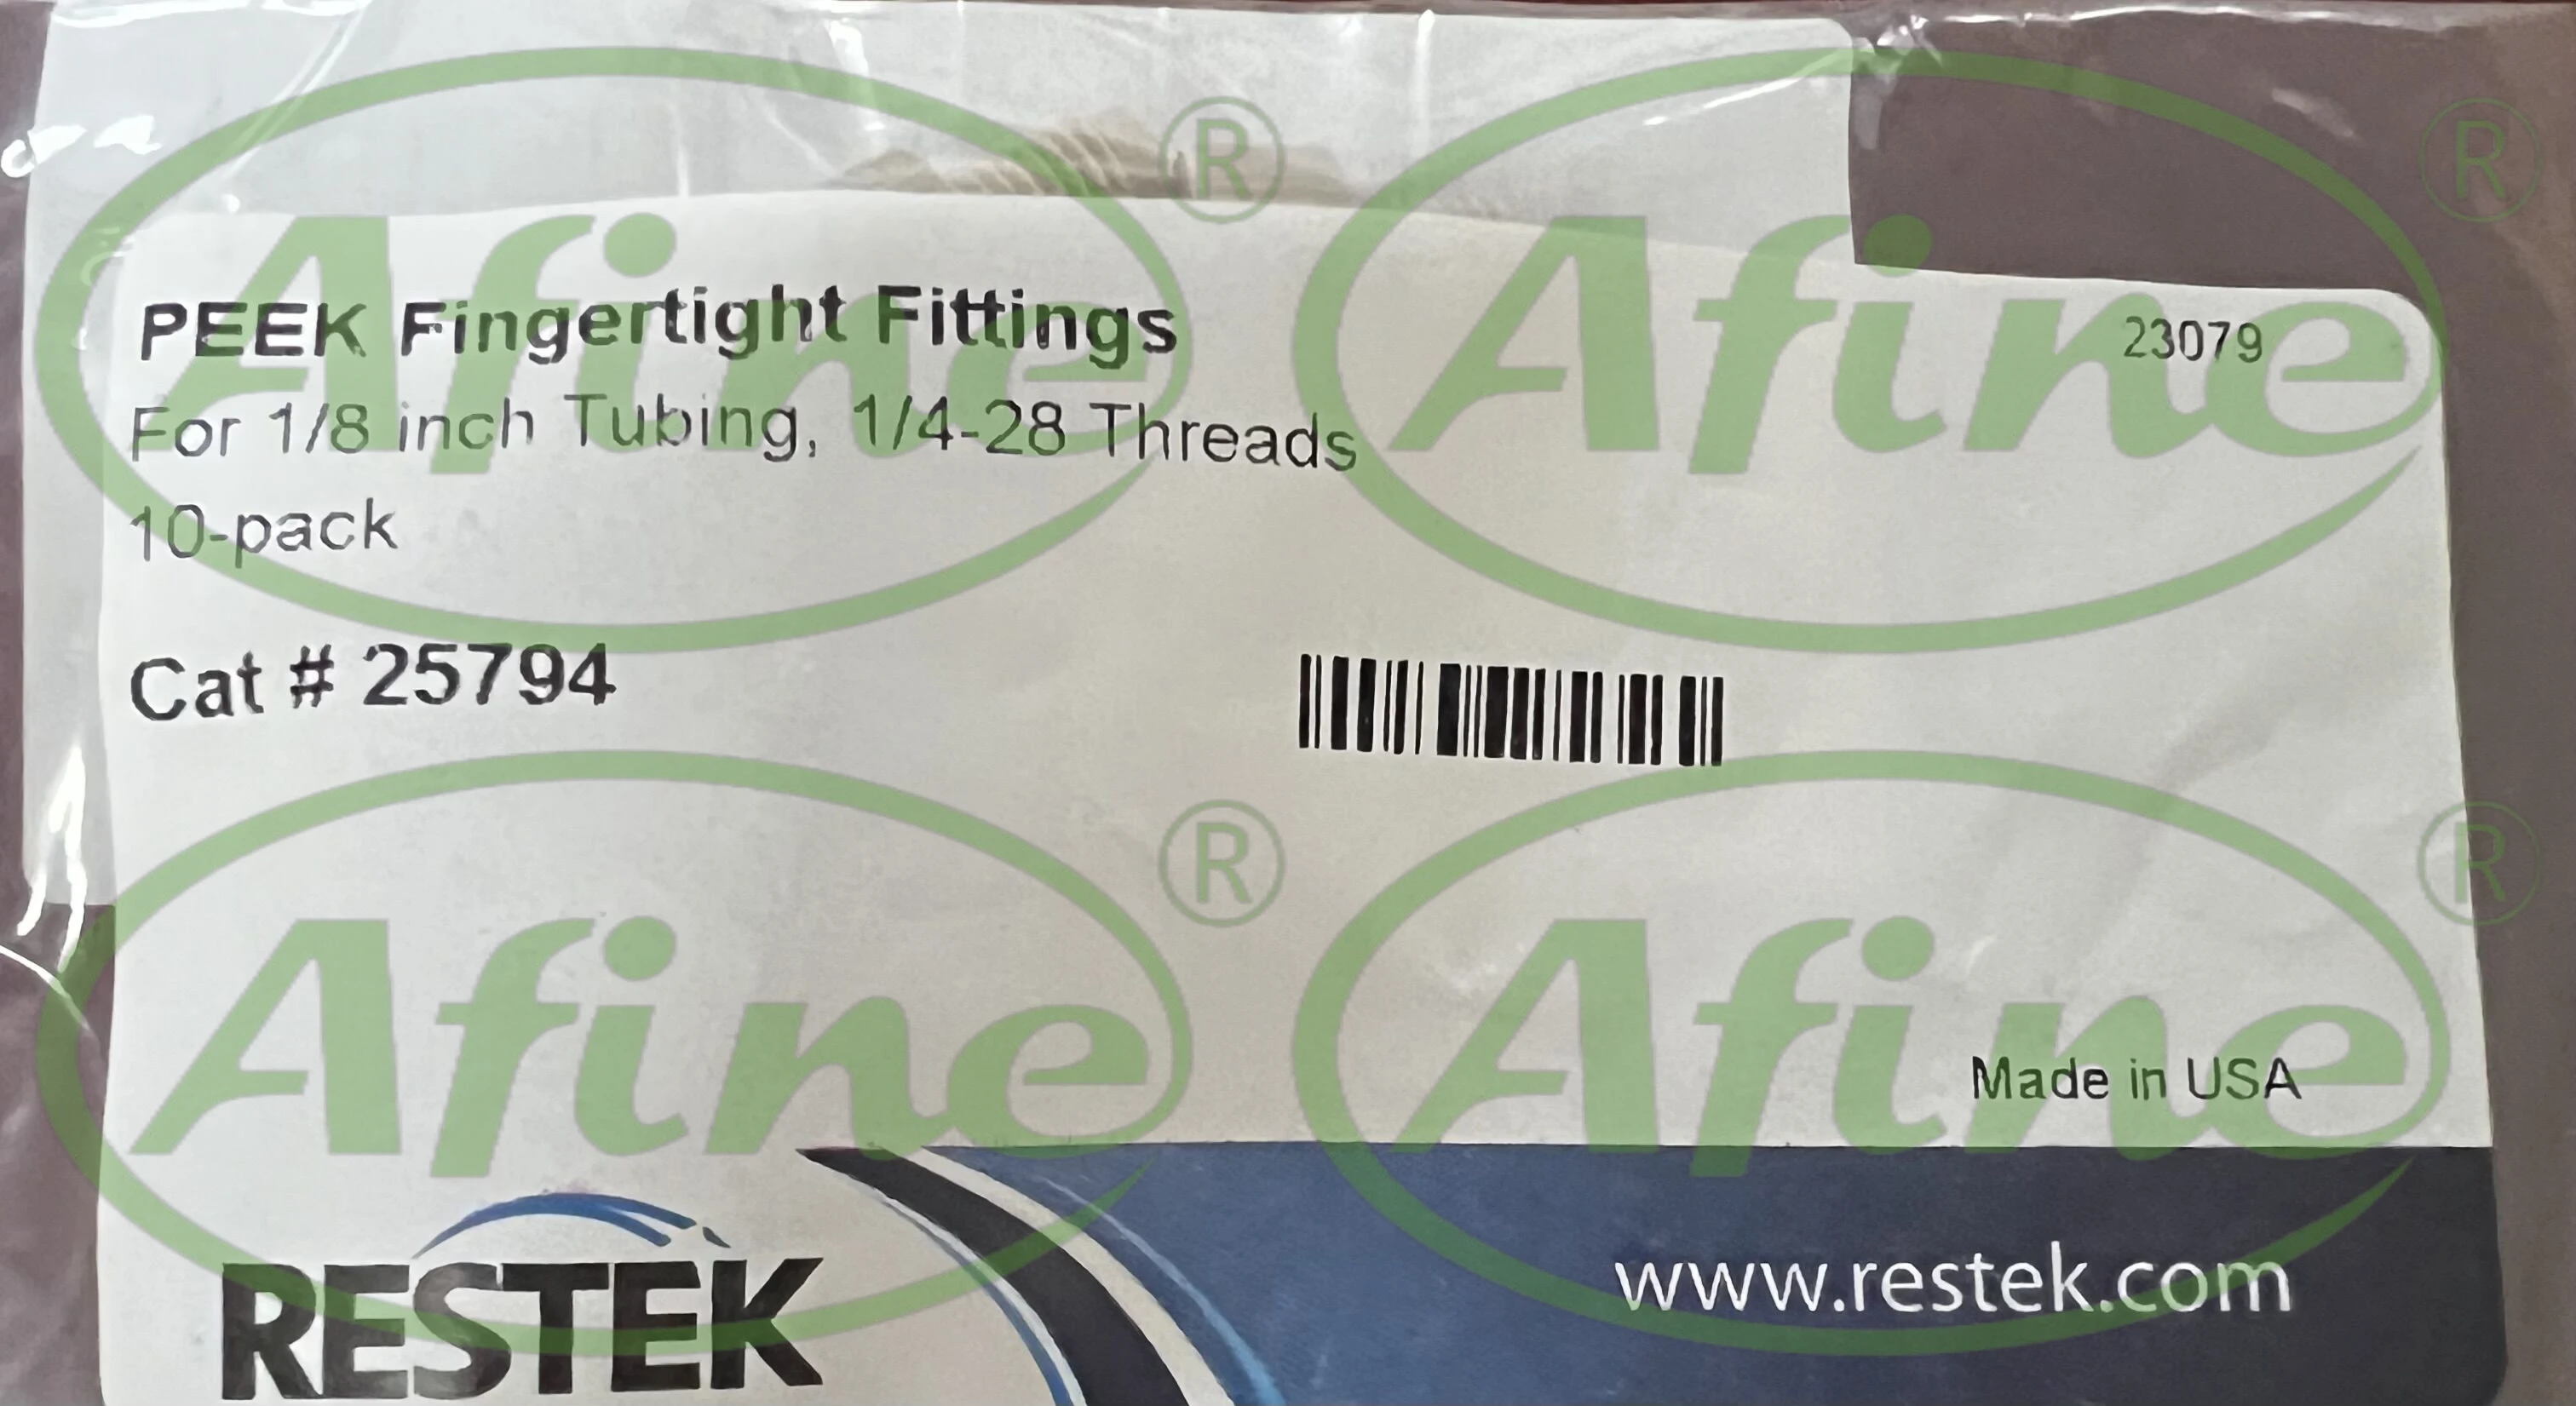 PEEK Fingertight Fittings
23079
For 1/8 inch Tubing, 1/4-28 Threads
10-pack
Cat # 25794
Made in USA
RESTEK
www.restek.com
Afine ®
Afine ®
Afine ®
Afine ®